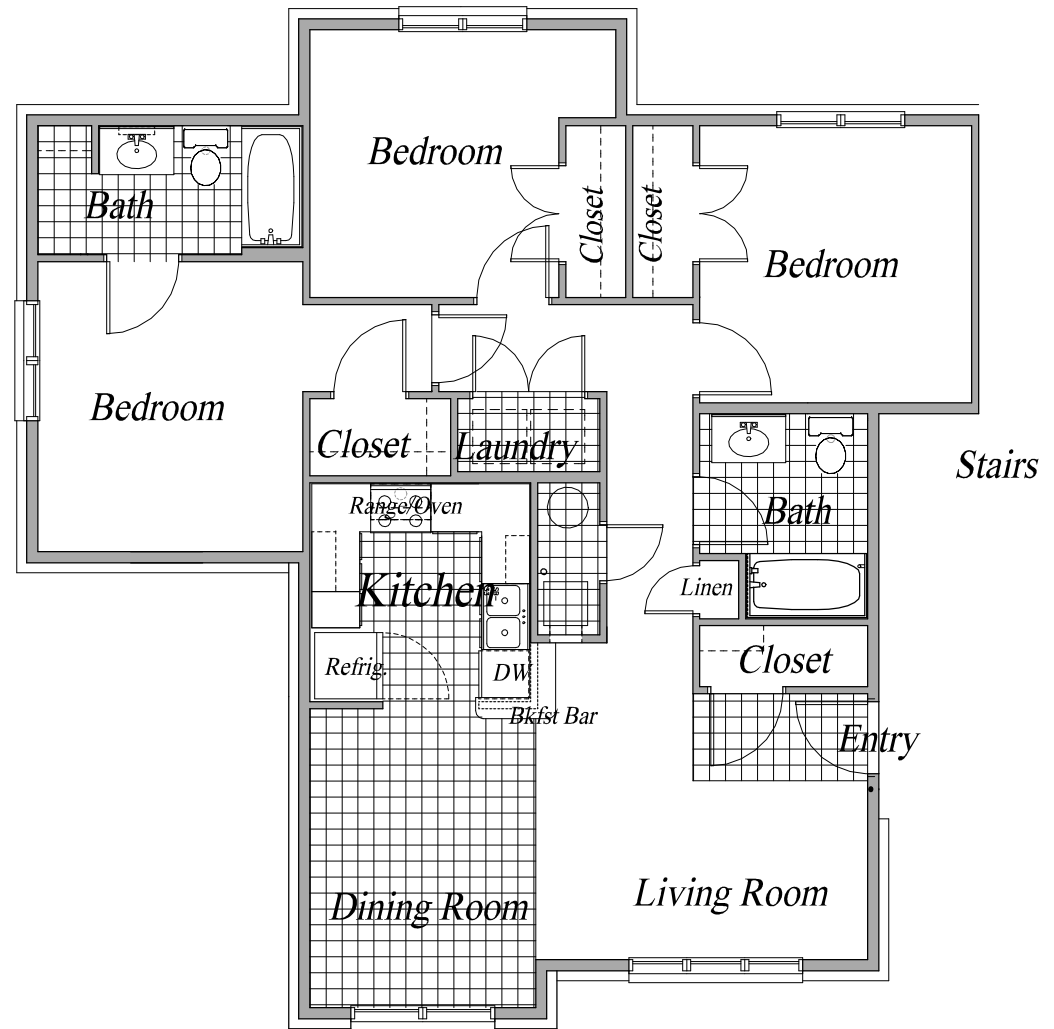 Bedroom
Bath
Closet
Closet
Bedroom
Bedroom
Closet
Laundry
Stairs
Range/Oven
Bath
Kitchen
Linen
Refrig.
DW
Closet
Bkfst Bar
Entry
Dining Room
Living Room